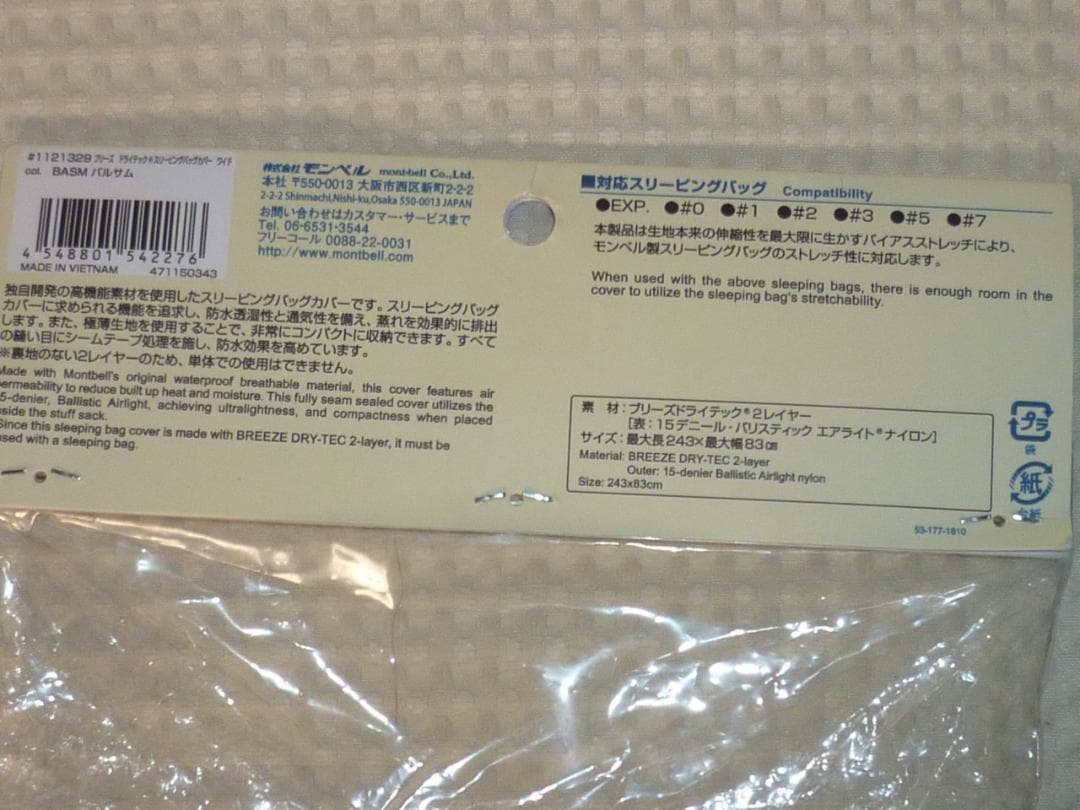 #1121329 ブリーズ ドライテック®スリーピングバッグカバー ワイド
col. BASM バルサム
4 548801 542276
MADE IN VIETNAM 471150343
株式会社モンベル mont-bell Co.,Ltd.
本社 〒550-0013 大阪市西区新町2-2-2
2-2-2 Shinmachi,Nishi-ku,Osaka 550-0013 JAPAN
お問い合わせはカスタマー・サービスまで
Tel. 06-6531-3544
フリーコール 0088-22-0031
http://www.montbell.com
独自開発の高機能素材を使用したスリーピングバッグカバーです。スリーピングバッグ
カバーに求められる機能を追求し、防水透湿性と通気性を備え、蒸れを効果的に排出
します。また、極薄生地を使用することで、非常にコンパクトに収納できます。すべて
の縫い目にシームテープ処理を施し、防水効果を高めています。
※裏地のない2レイヤーのため、単体での使用はできません。
Made with Montbell's original waterproof breathable material, this cover features air
permeability to reduce built up heat and moisture. This fully seam sealed cover utilizes the
15-denier, Ballistic Airlight, achieving ultralightness, and compactness when placed
inside the stuff sack.
Since this sleeping bag cover is made with BREEZE DRY-TEC 2-layer, it must be
used with a sleeping bag.
■対応スリーピングバッグ Compatibility
●EXP. ●#0 ●#1 ●#2 ●#3 ●#5 ●#7
本製品は生地本来の伸縮性を最大限に生かすバイアスストレッチにより、
モンベル製スリーピングバッグのストレッチ性に対応します。
When used with the above sleeping bags, there is enough room in the
cover to utilize the sleeping bag's stretchability.
素 材:ブリーズドライテック®2レイヤー
[表:15デニール・バリスティック エアライト®ナイロン]
サイズ:最大長243×最大幅83㎝
Material: BREEZE DRY-TEC 2-layer
Outer: 15-denier Ballistic Airlight nylon
Size: 243x83cm
プラ
袋
紙
台紙
53-177-1810